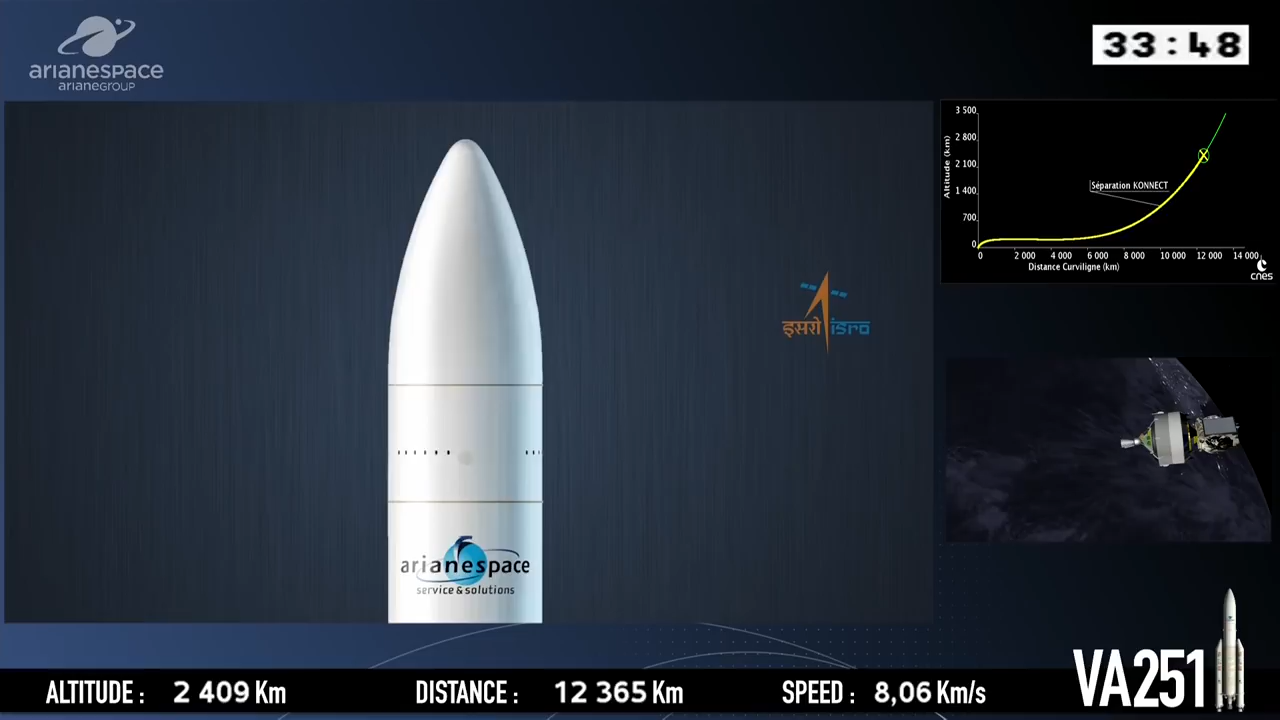 arianespace
arianeGROUP
33:48
3 500
2 800
2 100
1 400
700
0
Altitude (km)
Séparation KONNECT
0 2 000 4 000 6 000 8 000 10 000 12 000 14 000
Distance Curviligne (km)
cnes
इसरो isro
arianespace
service & solutions
ALTITUDE : 2 409 Km DISTANCE : 12 365 Km SPEED : 8,06 Km/s
VA251